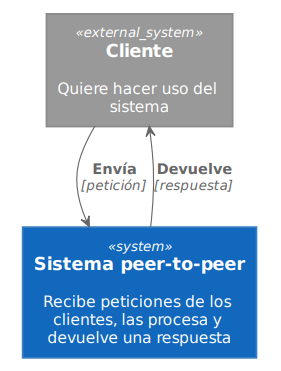 «external_system»
Cliente
Quiere hacer uso del
sistema
Envía
[petición]
Devuelve
[respuesta]
«system»
Sistema peer-to-peer
Recibe peticiones de los
clientes, las procesa y
devuelve una respuesta